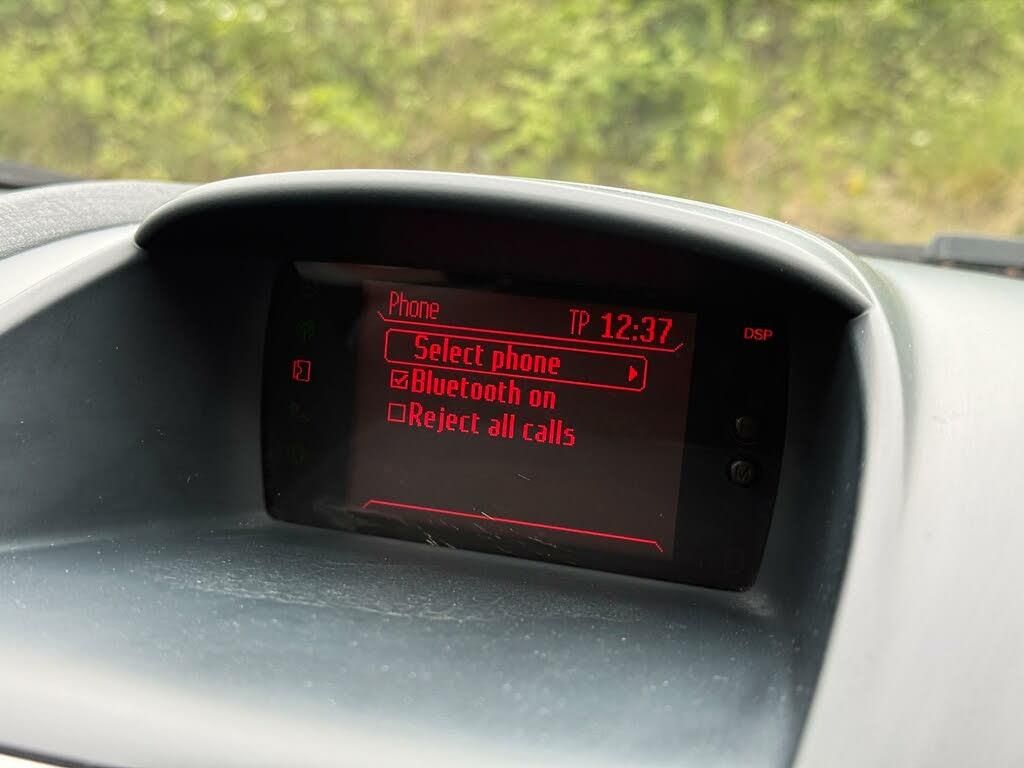 Phone
TP 12:37
DSP
Select phone
Bluetooth on
Reject all calls